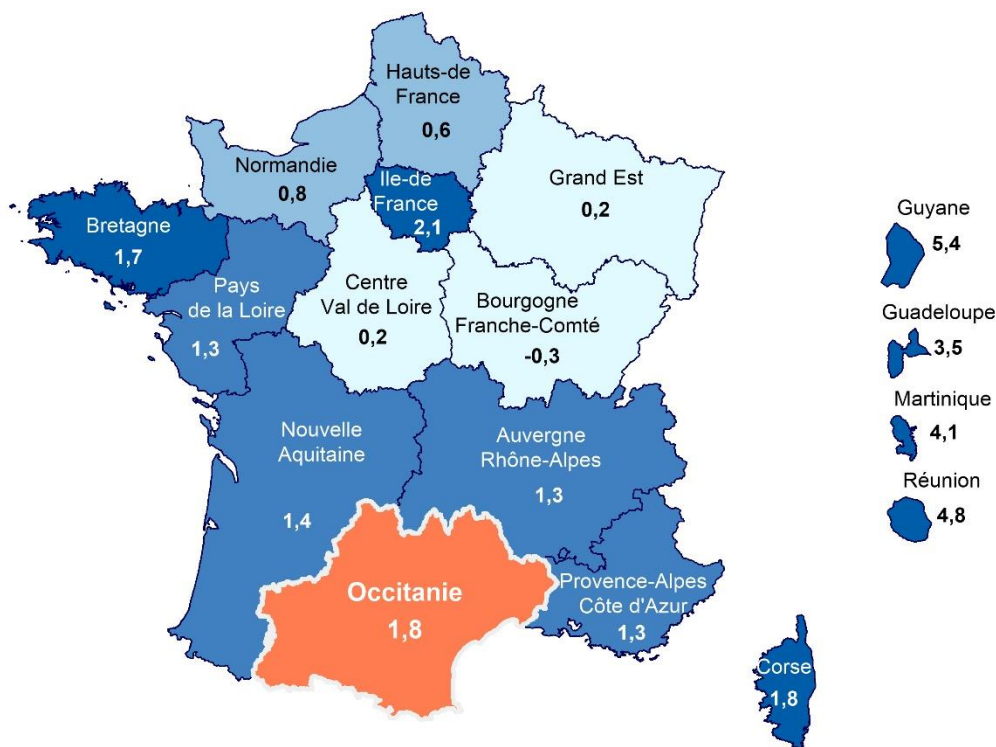 Hauts-de
France
0,6
Normandie
0,8
Ile-de
France
2,1
Grand Est
0,2
Bretagne
1,7
Pays
de la Loire
1,3
Centre
Val de Loire
0,2
Bourgogne
Franche-Comté
-0,3
Nouvelle
Aquitaine
1,4
Auvergne
Rhône-Alpes
1,3
Occitanie
1,8
Provence-Alpes
Côte d'Azur
1,3
Corse
1,8
Guyane
5,4
Guadeloupe
3,5
Martinique
4,1
Réunion
4,8